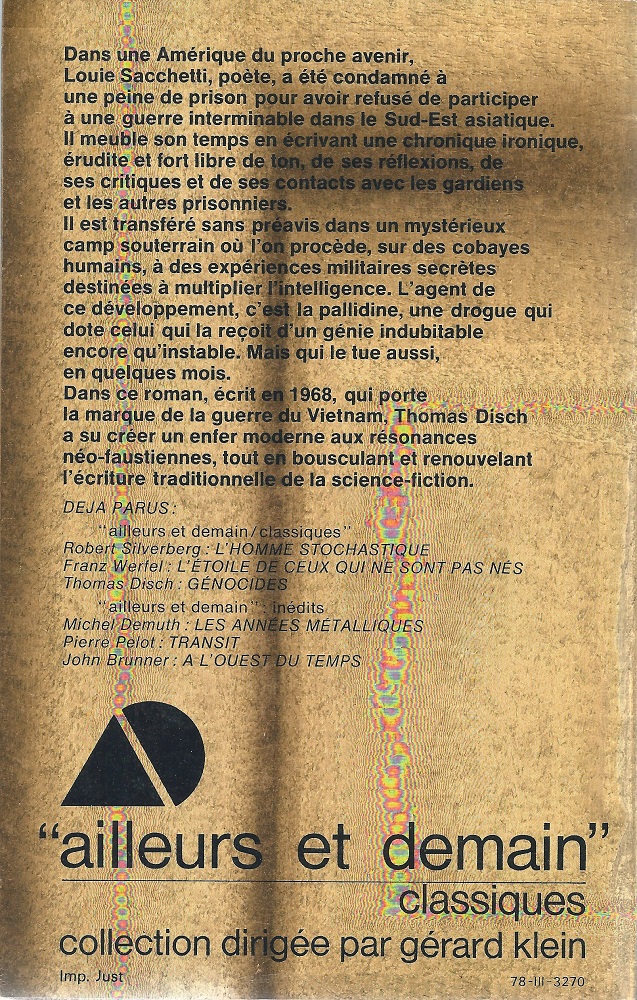 Dans une Amérique du proche avenir,
Louie Sacchetti, poète, a été condamné à
une peine de prison pour avoir refusé de participer
à une guerre interminable dans le Sud-Est asiatique.
Il meuble son temps en écrivant une chronique ironique,
érudite et fort libre de ton, de ses réflexions, de
ses critiques et de ses contacts avec les gardiens
et les autres prisonniers.
Il est transféré sans préavis dans un mystérieux
camp souterrain où l'on procède, sur des cobayes
humains, à des expériences militaires secrètes
destinées à multiplier l'intelligence. L'agent de
ce développement, c'est la pallidine, une drogue qui
dote celui qui la reçoit d'un génie indubitable
encore qu'instable. Mais qui le tue aussi,
en quelques mois.
Dans ce roman, écrit en 1968, qui porte
la marque de la guerre du Vietnam, Thomas Disch
a su créer un enfer moderne aux résonances
néo-faustiennes, tout en bousculant et renouvelant
l'écriture traditionnelle de la science-fiction.
DEJA PARUS :
"ailleurs et demain/classiques"
Robert Silverberg : L'HOMME STOCHASTIQUE
Franz Werfel : L'ÉTOILE DE CEUX QUI NE SONT PAS NÉS
Thomas Disch : GÉNOCIDES
"ailleurs et demain" : inédits
Michel Demuth : LES ANNÉES MÉTALLIQUES
Pierre Pelot : TRANSIT
John Brunner : A L'OUEST DU TEMPS
"ailleurs et demain"
classiques
collection dirigée par gérard klein
Imp. Just
78-III-3270